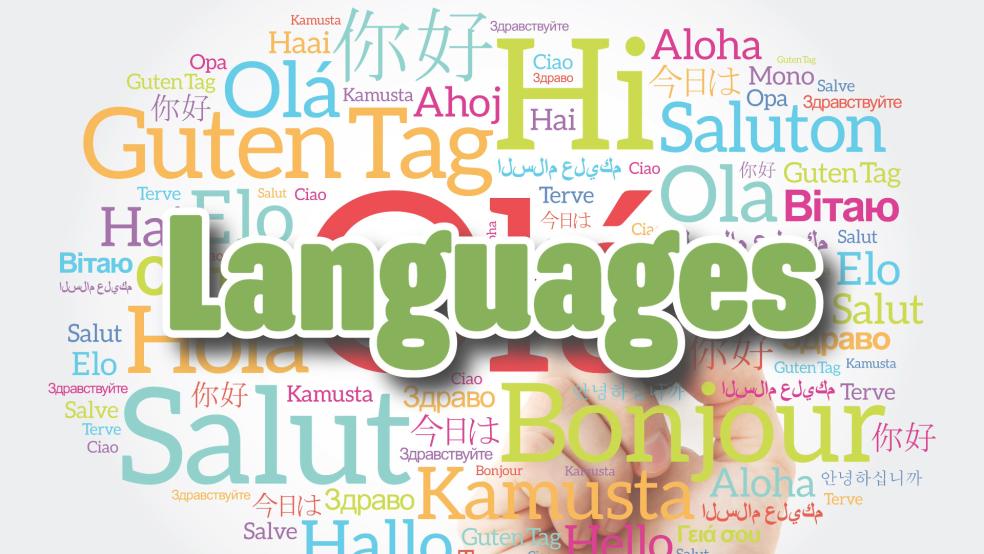 Kamusta
Haai
你好
Здравствуйте
Hi
Aloha
Opa
Guten Tag
Olá
Ciao
Здраво
今日は
Guten Tag
Mono
Salve
你好
Kamusta
Ahoj
Hai
Opa
Здравствуйте
Guten Tag
Saluton
السلام عليكم
Ciao
你好
Guten Tag
Terve
Elo
Salut
Ciao
Terve
今日は
Ola
Вітаю
Salut
Вітаю
السلام عليكم
Languages
Elo
Salut
Salut
Hola
Elo
Здраво
你好
Guten Tag
Kamusta
Здравствуйте
你好
Kamusta
Ciao
Здраво
안녕하십니까
السلام عليكم
Terve
Salve
Terve
Ciao
Salut
今日は
Здравствуйте
Bonjour
你好
Bonjour
Kamusta
Kamusta
Aloha
안녕하십니까
Здравствуйте
今日は
Здраво
السلام عليكم
Terve
Salve
Hallo
Guten Tag
Hello
Γειά σου
Salut